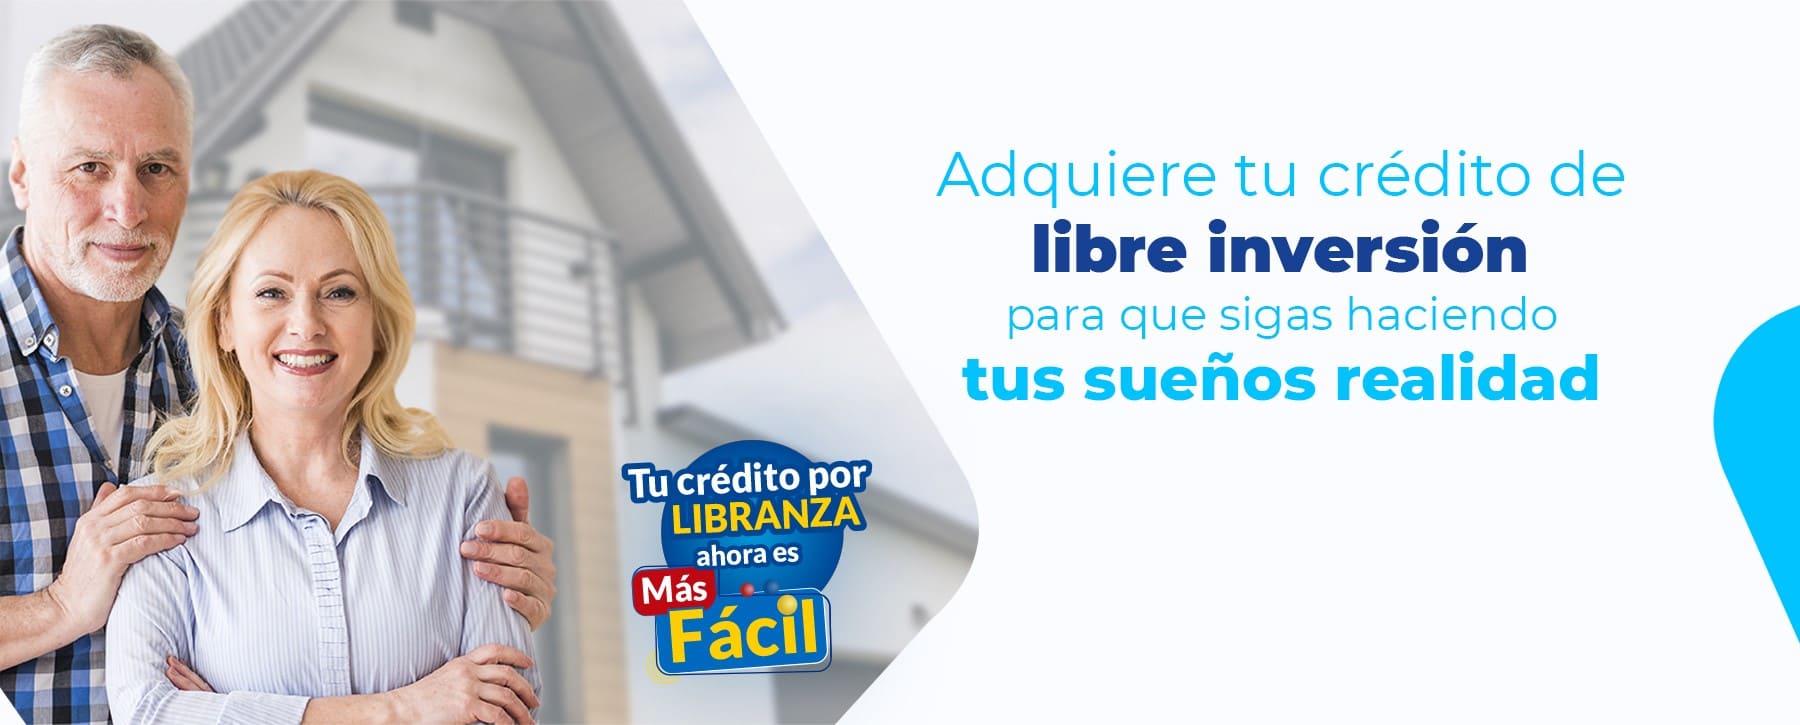 Adquiere tu crédito de
libre inversión
para que sigas haciendo
tus sueños realidad
Tu crédito por
LIBRANZA
ahora es
Más
Fácil